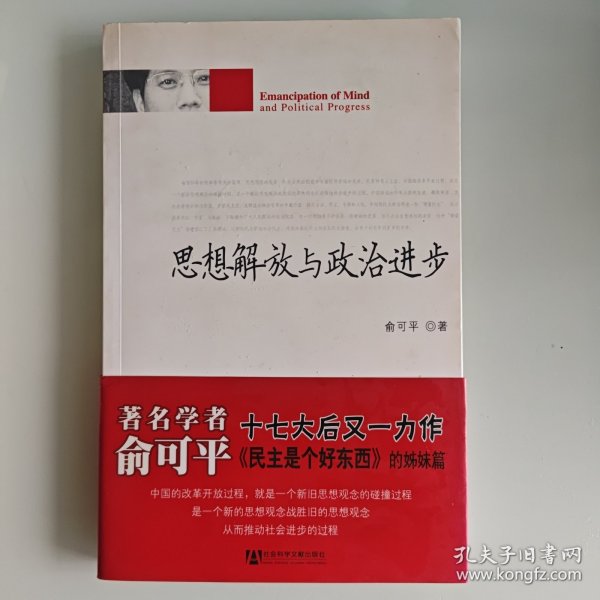 Emancipation of Mind
and Political Progress
思想解放与政治进步
俞可平 ◎著
著名学者
俞可平
十七大后又一力作
《民主是个好东西》的姊妹篇
中国的改革开放过程，就是一个新旧思想观念的碰撞过程
是一个新的思想观念战胜旧的思想观念
从而推动社会进步的过程
社会科学文献出版社
孔夫子旧书网
www.kongfz.com